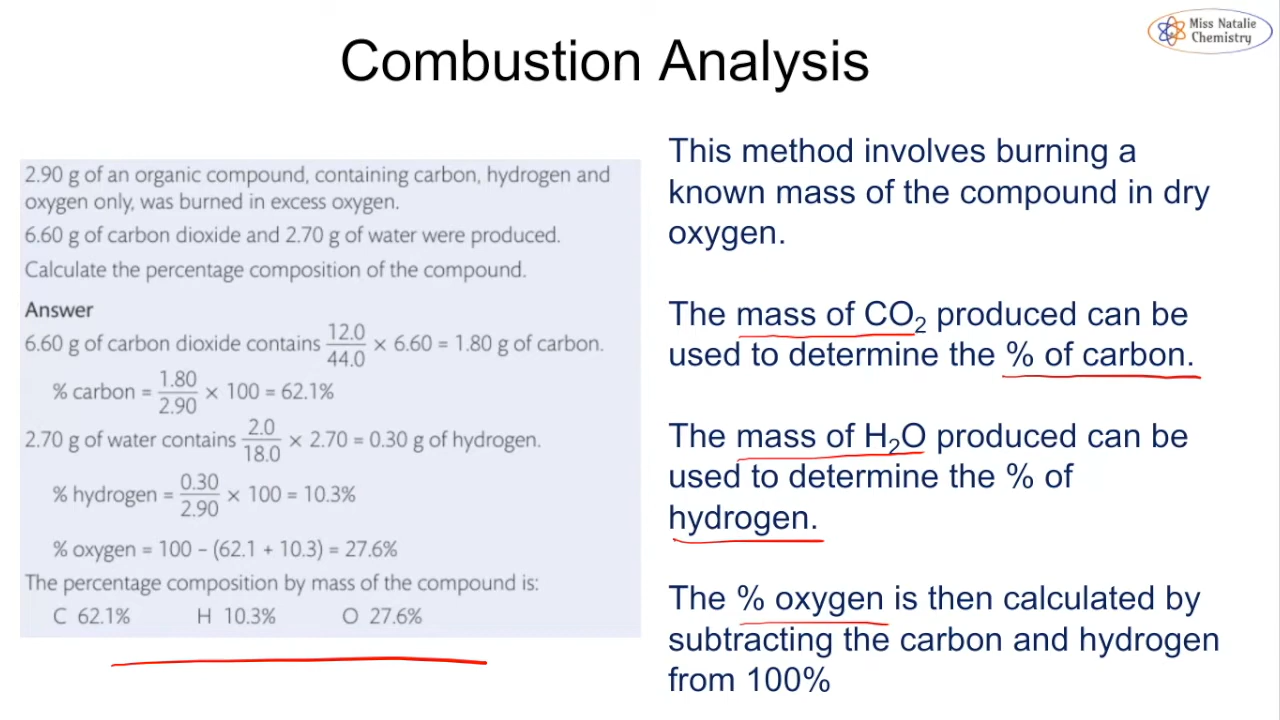 Miss Natalie
Chemistry
Combustion Analysis
2.90 g of an organic compound, containing carbon, hydrogen and
oxygen only, was burned in excess oxygen.
6.60 g of carbon dioxide and 2.70 g of water were produced.
Calculate the percentage composition of the compound.
Answer
6.60 g of carbon dioxide contains 12.0/44.0 × 6.60 = 1.80 g of carbon.
% carbon = 1.80/2.90 × 100 = 62.1%
2.70 g of water contains 2.0/18.0 × 2.70 = 0.30 g of hydrogen.
% hydrogen = 0.30/2.90 × 100 = 10.3%
% oxygen = 100 – (62.1 + 10.3) = 27.6%
The percentage composition by mass of the compound is:
C 62.1% H 10.3% O 27.6%
This method involves burning a
known mass of the compound in dry
oxygen.
The mass of CO₂ produced can be
used to determine the % of carbon.
The mass of H₂O produced can be
used to determine the % of
hydrogen.
The % oxygen is then calculated by
subtracting the carbon and hydrogen
from 100%